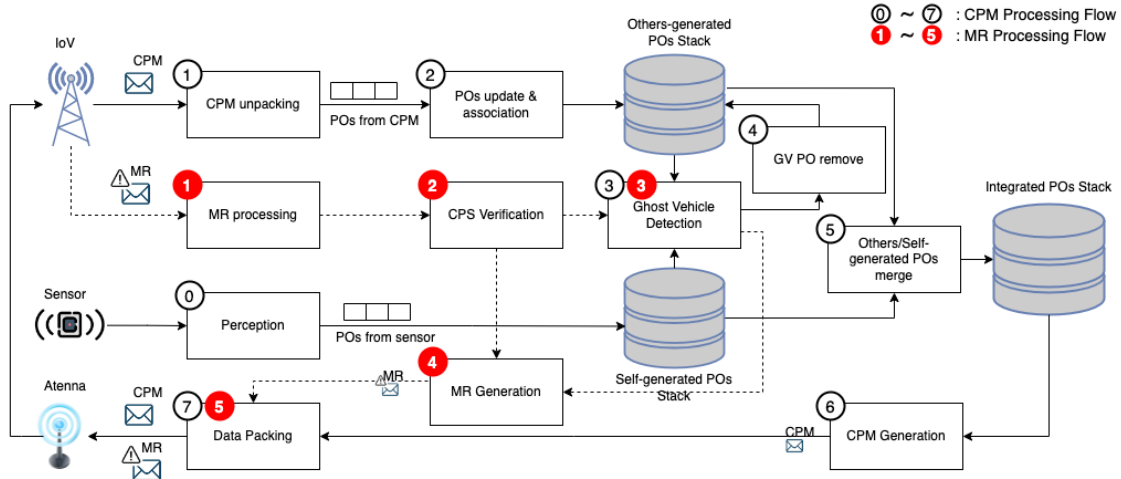 0 ~ 7 : CPM Processing Flow
1 ~ 5 : MR Processing Flow
IoV
CPM
1
CPM unpacking
POs from CPM
2
POs update &
association
Others-generated
POs Stack
4
GV PO remove
MR
1
MR processing
2
CPS Verification
3 3
Ghost Vehicle
Detection
5
Others/Self-
generated POs
merge
Integrated POs Stack
Sensor
0
Perception
POs from sensor
Self-generated POs
Stack
4
MR Generation
MR
Atenna
CPM
MR
7 5
Data Packing
CPM
6
CPM Generation